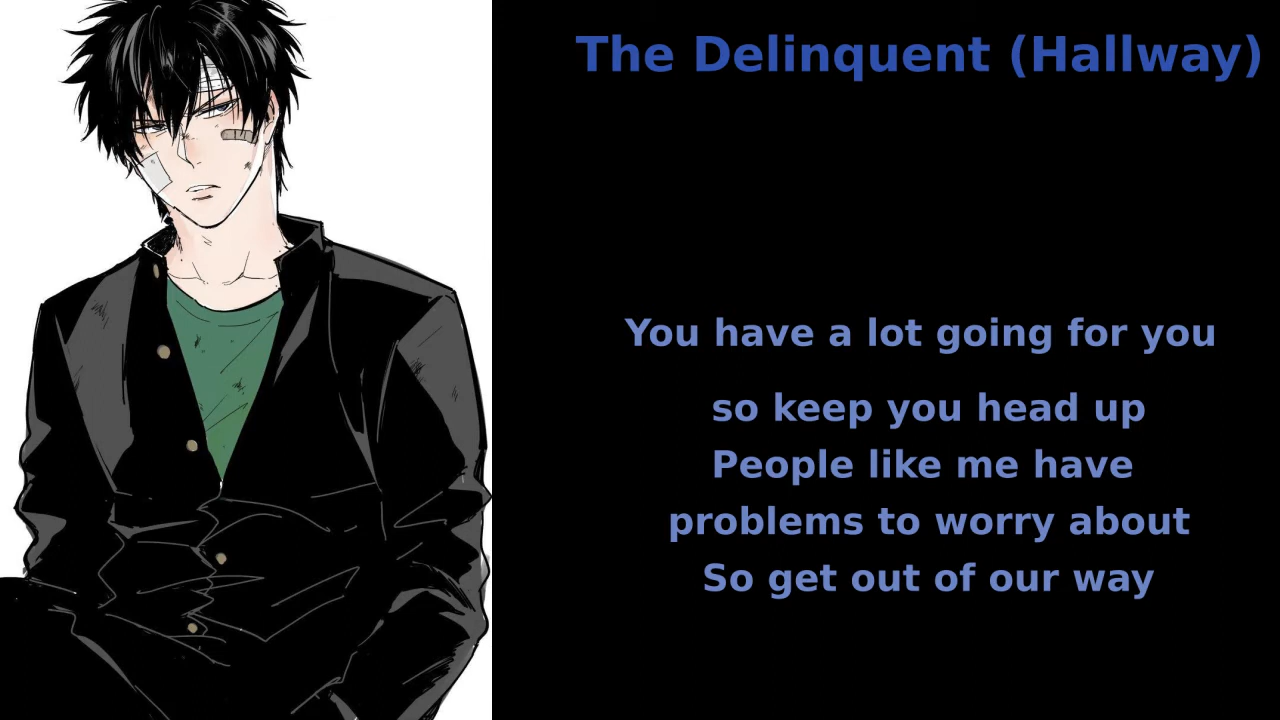 The Delinquent (Hallway)
You have a lot going for you
so keep you head up
People like me have
problems to worry about
So get out of our way